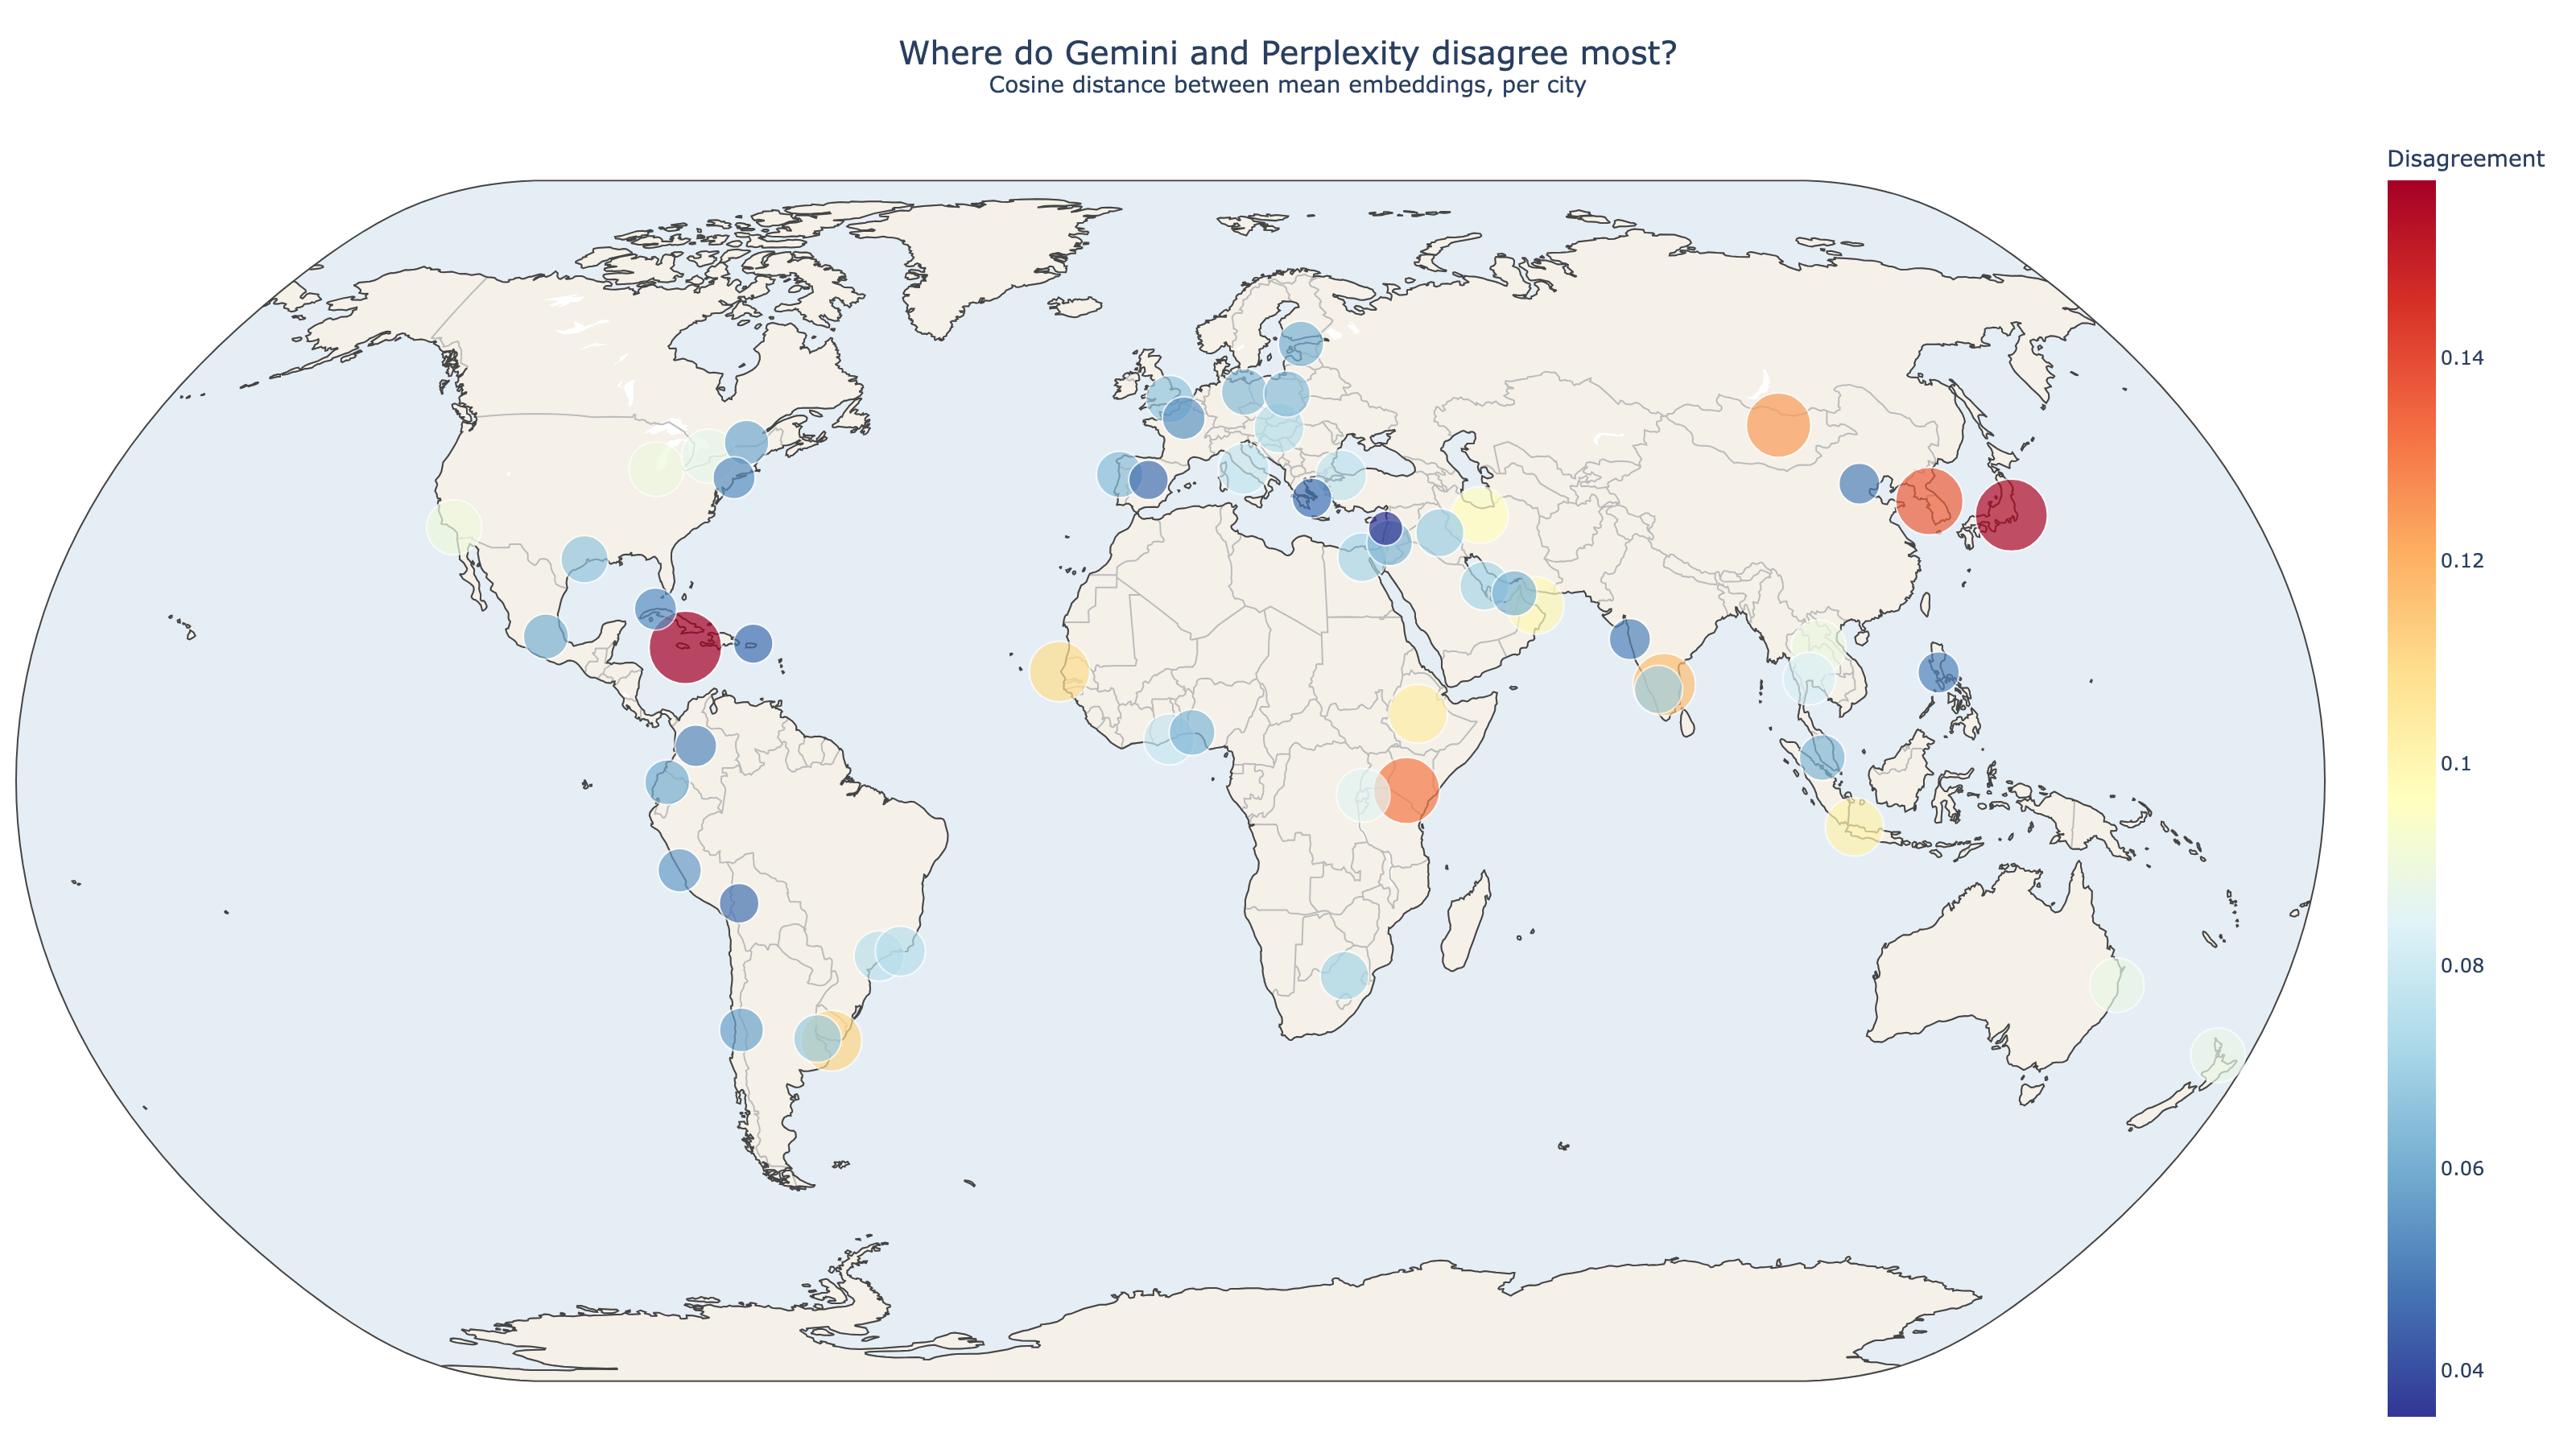 Where do Gemini and Perplexity disagree most?
Cosine distance between mean embeddings, per city
Disagreement
0.14
0.12
0.1
0.08
0.06
0.04